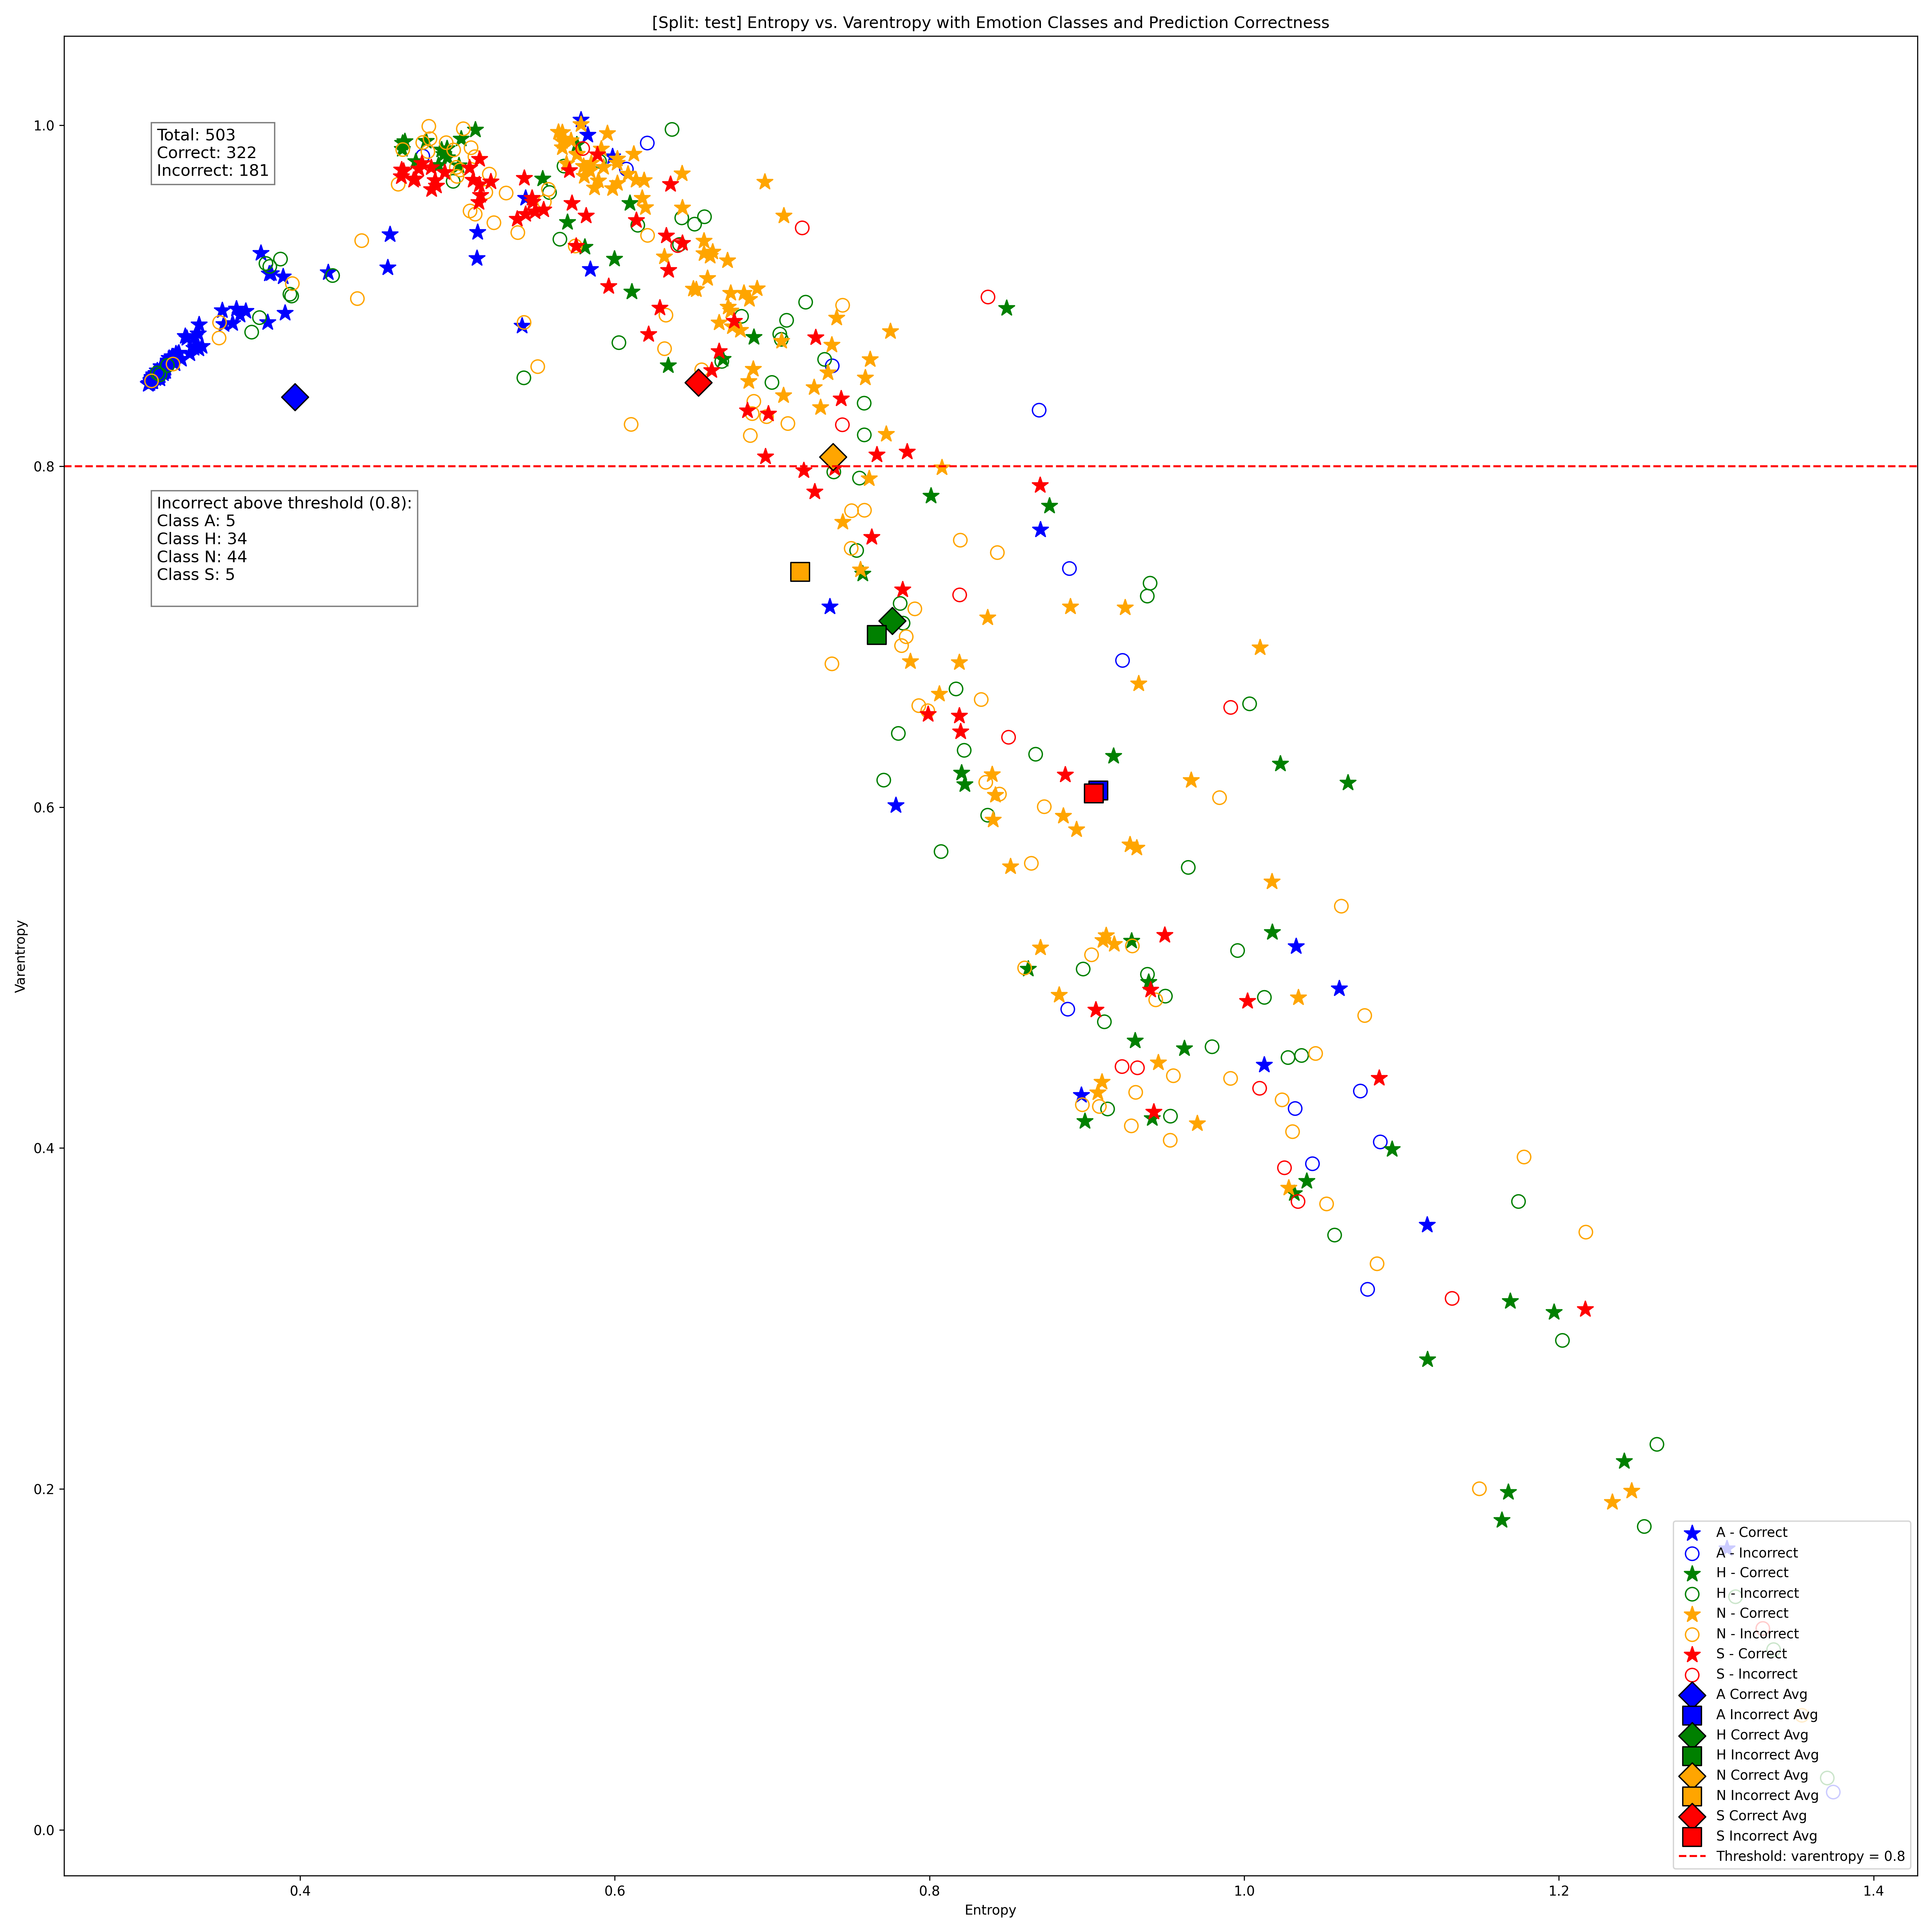 [Split: test] Entropy vs. Varentropy with Emotion Classes and Prediction Correctness
Total: 503
Correct: 322
Incorrect: 181
Incorrect above threshold (0.8):
Class A: 5
Class H: 34
Class N: 44
Class S: 5
Varentropy
1.0
0.8
0.6
0.4
0.2
0.0
A - Correct
A - Incorrect
H - Correct
H - Incorrect
N - Correct
N - Incorrect
S - Correct
S - Incorrect
A Correct Avg
A Incorrect Avg
H Correct Avg
H Incorrect Avg
N Correct Avg
N Incorrect Avg
S Correct Avg
S Incorrect Avg
Threshold: varentropy = 0.8
0.4
0.6
0.8
1.0
1.2
1.4
Entropy